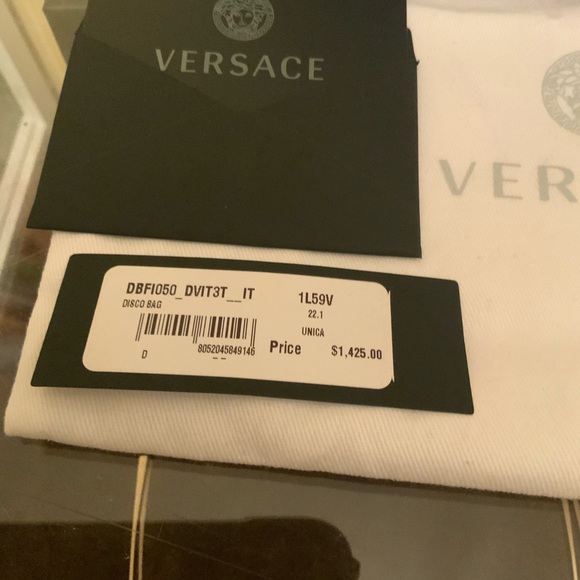 VERSACE
VER
DBFI050_DVIT3T__IT 1L59V
DISCO BAG 22.1
UNICA
D 8052045849146 Price $1,425.00